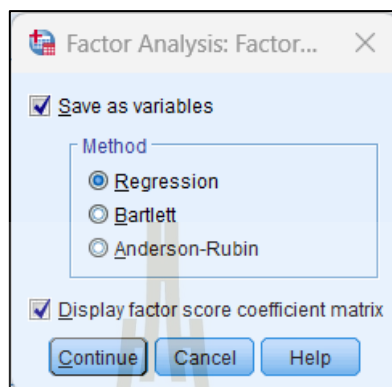 Factor Analysis: Factor...
Save as variables
Method
Regression
Bartlett
Anderson-Rubin
Display factor score coefficient matrix
Continue Cancel Help